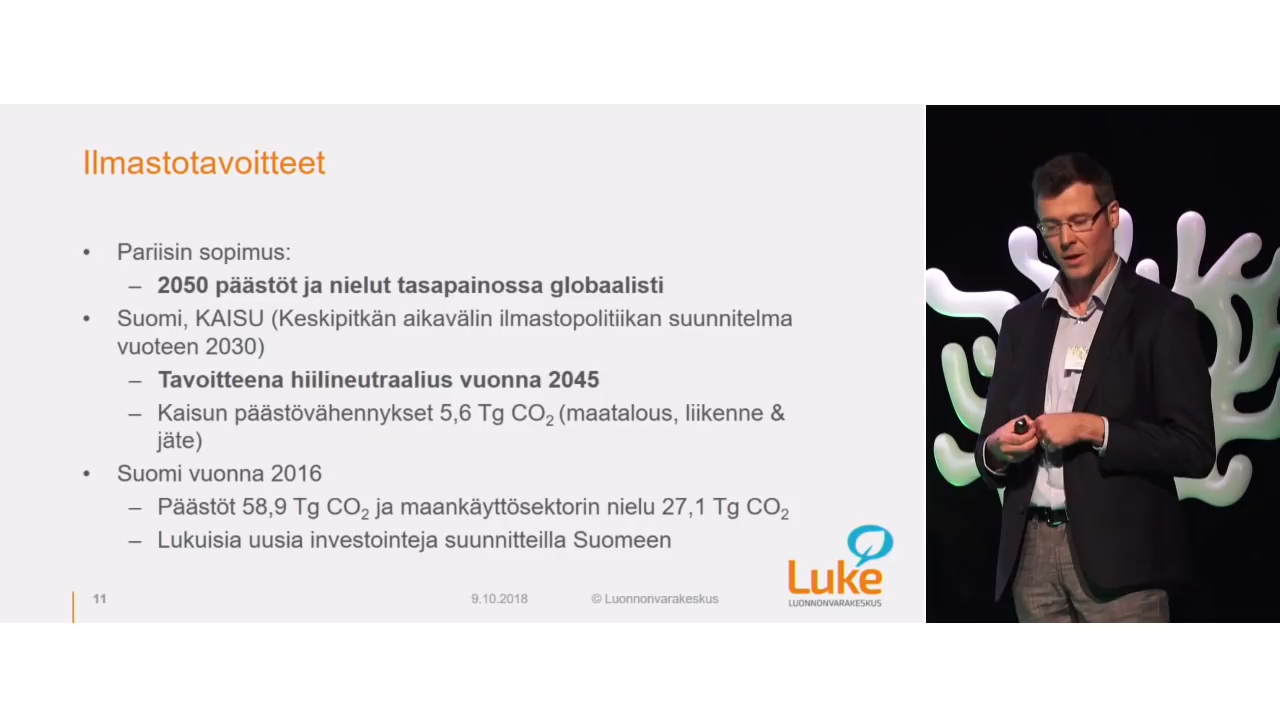 Ilmastotavoitteet
• Pariisin sopimus:
– 2050 päästöt ja nielut tasapainossa globaalisti
• Suomi, KAISU (Keskipitkän aikavälin ilmastopolitiikan suunnitelma
vuoteen 2030)
– Tavoitteena hiilineutraalius vuonna 2045
– Kaisun päästövähennykset 5,6 Tg CO₂ (maatalous, liikenne &
jäte)
• Suomi vuonna 2016
– Päästöt 58,9 Tg CO₂ ja maankäyttösektorin nielu 27,1 Tg CO₂
– Lukuisia uusia investointeja suunnitteilla Suomeen
Luke
LUONNONVARAKESKUS
11
9.10.2018
© Luonnonvarakeskus